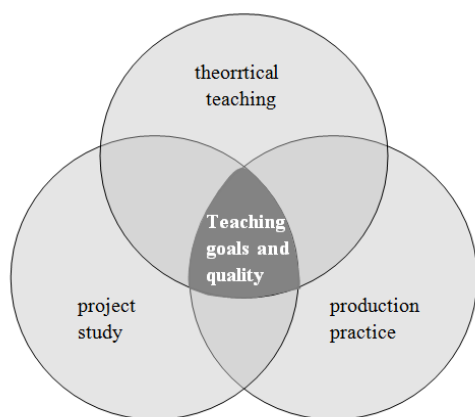 theorrtical
teaching
Teaching
goals and
quality
project
study
production
practice